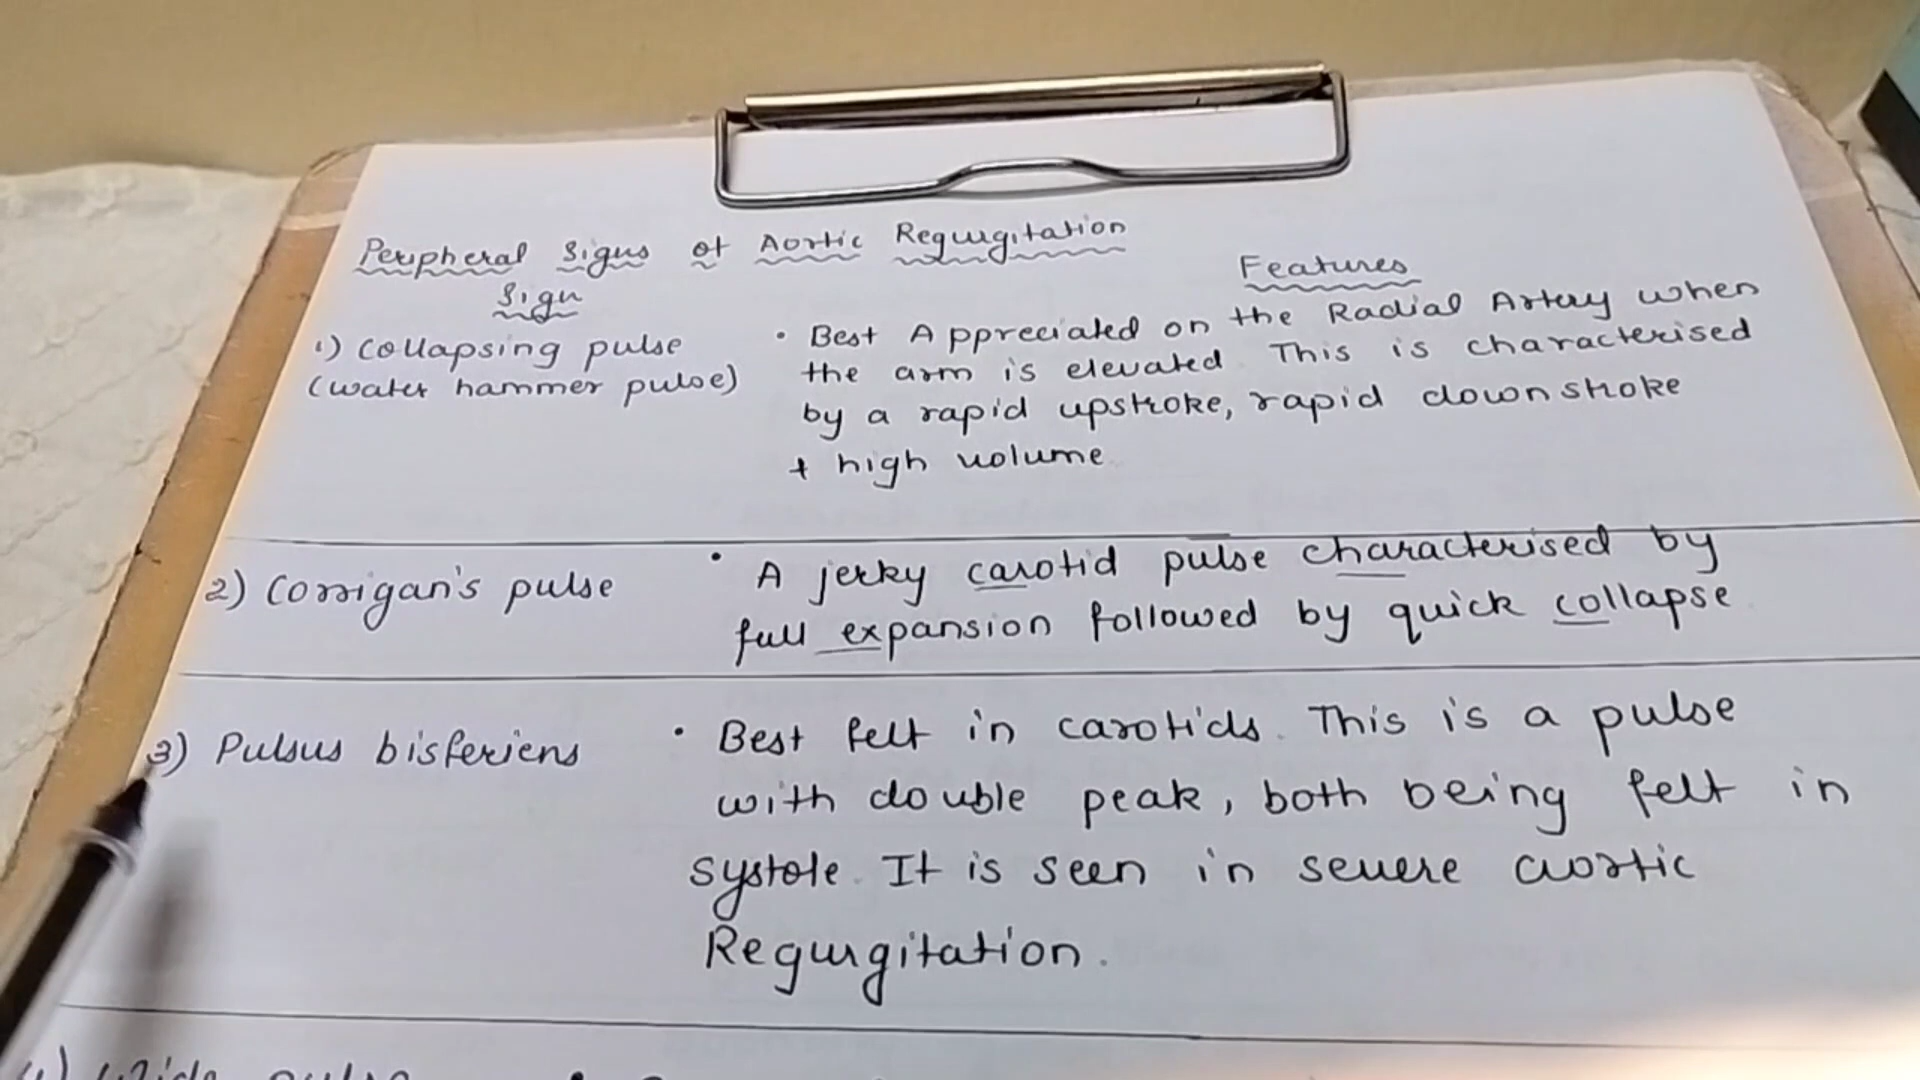 Peripheral Signs of Aortic Regurgitation
Sign
Features
1) Collapsing pulse
(water hammer pulse)
• Best Appreciated on the Radial Artery when
the arm is elevated. This is characterised
by a rapid upstroke, rapid downstroke
+ high volume
2) Corrigan's pulse
• A jerky carotid pulse characterised by
full expansion followed by quick collapse
3) Pulsus bisferiens
• Best felt in carotids. This is a pulse
with double peak, both being felt in
systole. It is seen in severe aortic
Regurgitation.
4) wide pulse